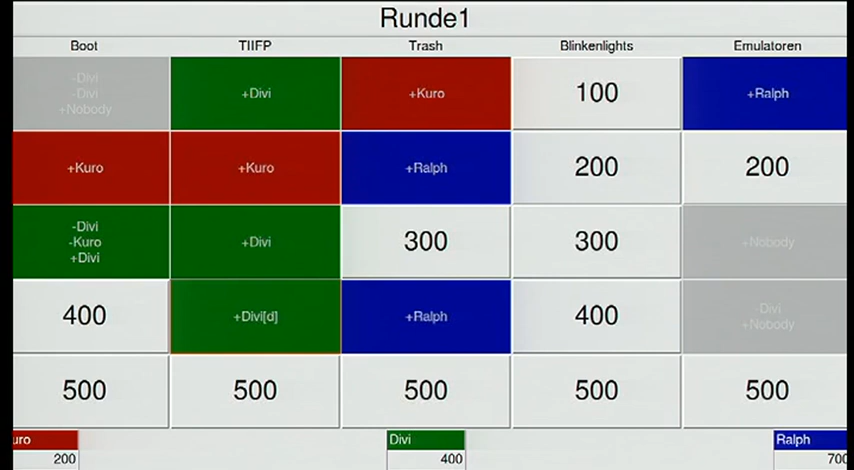 Runde1
Boot TIIFP Trash Blinkenlights Emulatoren
-Divi
-Divi
+Nobody
+Divi
+Kuro
100
+Ralph
+Kuro
+Kuro
+Ralph
200
200
-Divi
-Kuro
+Divi
+Divi
300
300
+Nobody
400
+Divi[d]
+Ralph
400
-Divi
+Nobody
500 500 500 500 500
uro Divi Ralph
200 400 700